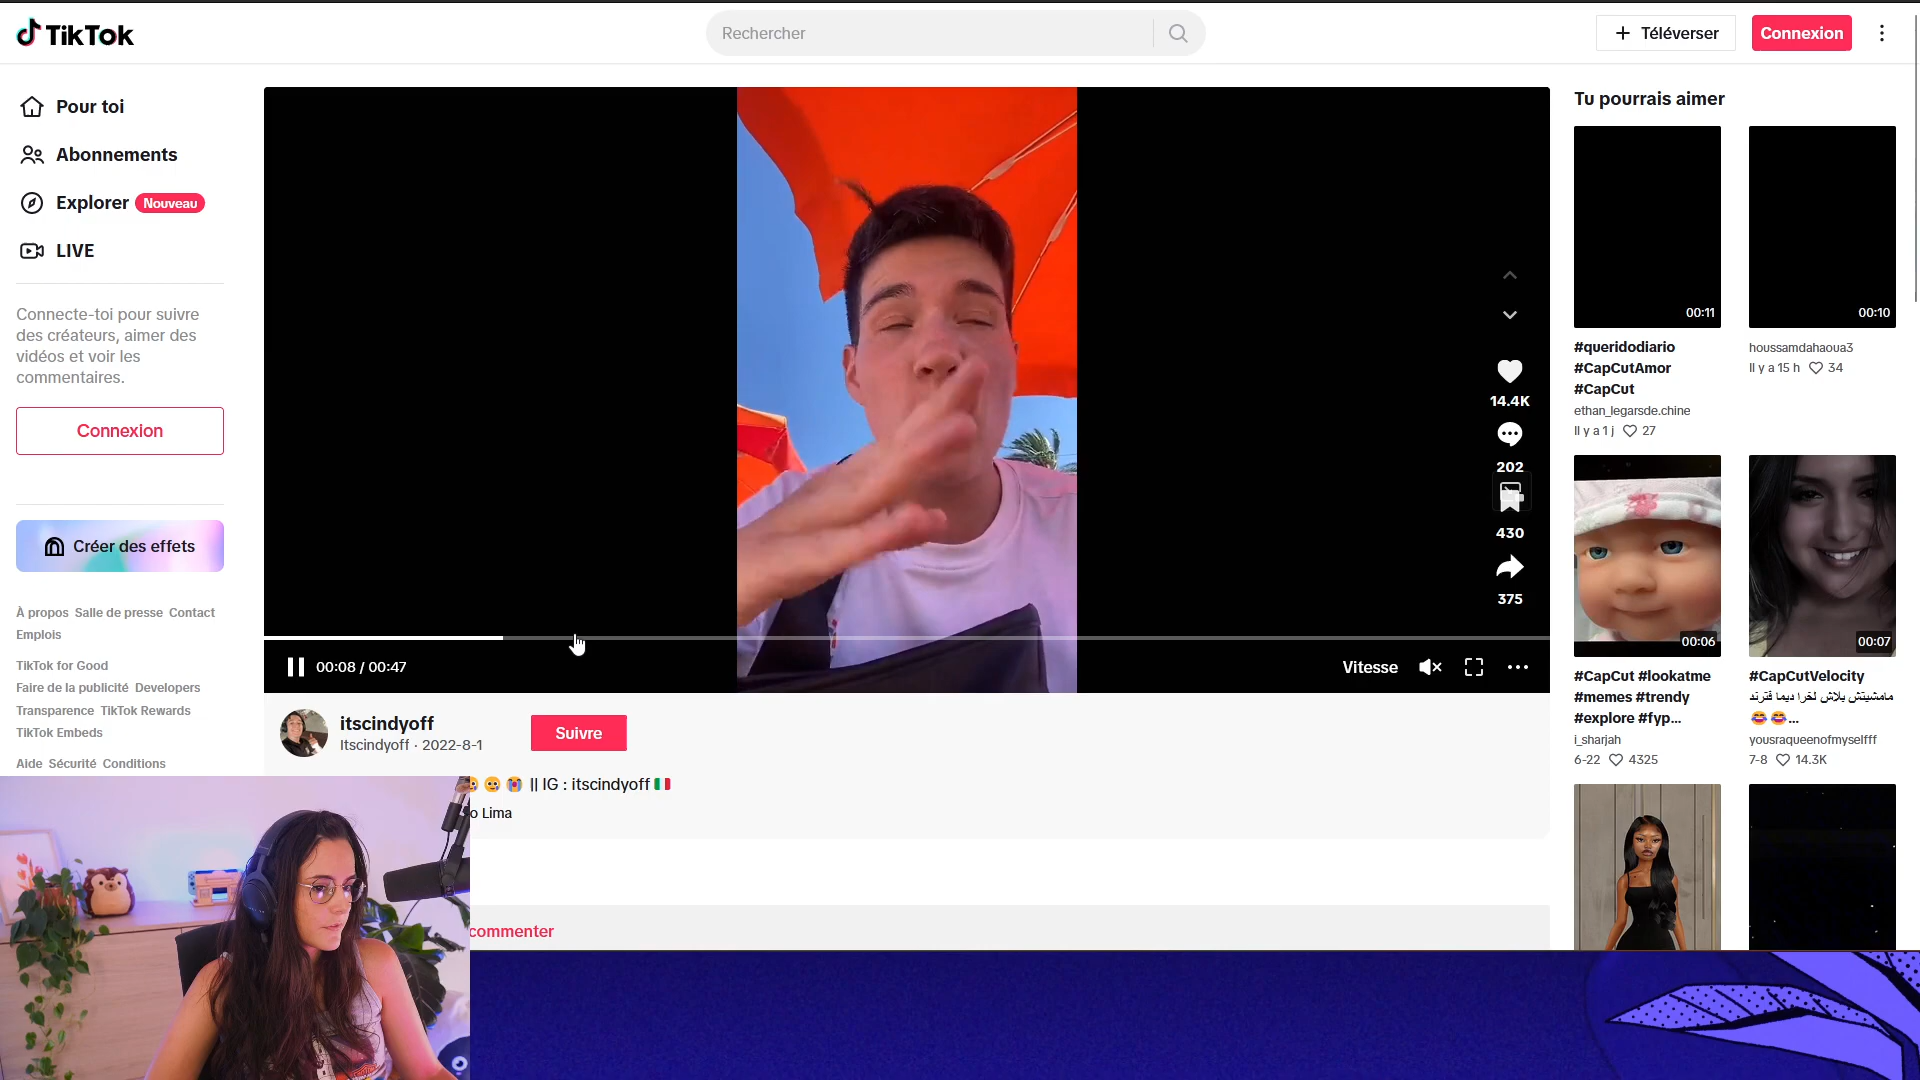 TikTok
Rechercher
Téléverser
Connexion
Pour toi
Abonnements
Explorer Nouveau
LIVE
Connecte-toi pour suivre
des créateurs, aimer des
vidéos et voir les
commentaires.
Connexion
Créer des effets
À propos Salle de presse Contact
Emplois
TikTok for Good
Faire de la publicité Developers
Transparence TikTok Rewards
TikTok Embeds
Aide Sécurité Conditions
14.4K
202
430
375
00:08 / 00:47
Vitesse
itscindyoff
Itscindyoff · 2022-8-1
Suivre
|| IG : itscindyoff
o Lima
commenter
Tu pourrais aimer
00:11
#queridodiario
#CapCutAmor
#CapCut
ethan_legarsde.chine
Il y a 1 j 27
00:10
houssamdahaoua3
Il y a 15 h 34
00:06
#CapCut #lookatme
#memes #trendy
#explore #fyp...
i_sharjah
6-22 4325
00:07
#CapCutVelocity
مامشيتش بلاش لخرا ديما فترند
...
yousraqueenofmyselfff
7-8 14.3K